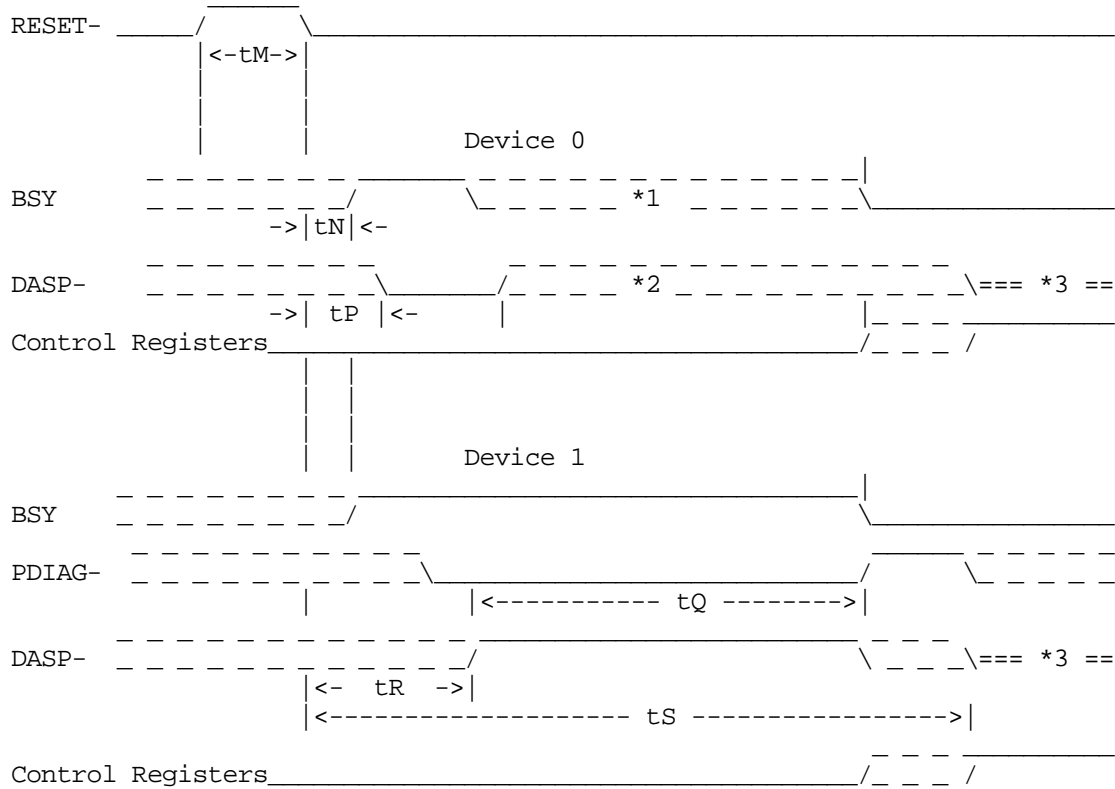 RESET-
|<-tM->|
Device 0
BSY *1
->|tN|<-
DASP- *2 \=== *3 ==
->| tP |<-
Control Registers
Device 1
BSY
PDIAG-
|<----------- tQ -------->|
DASP- \=== *3 ==
|<- tR ->|
|<--------------------- tS ----------------->|
Control Registers